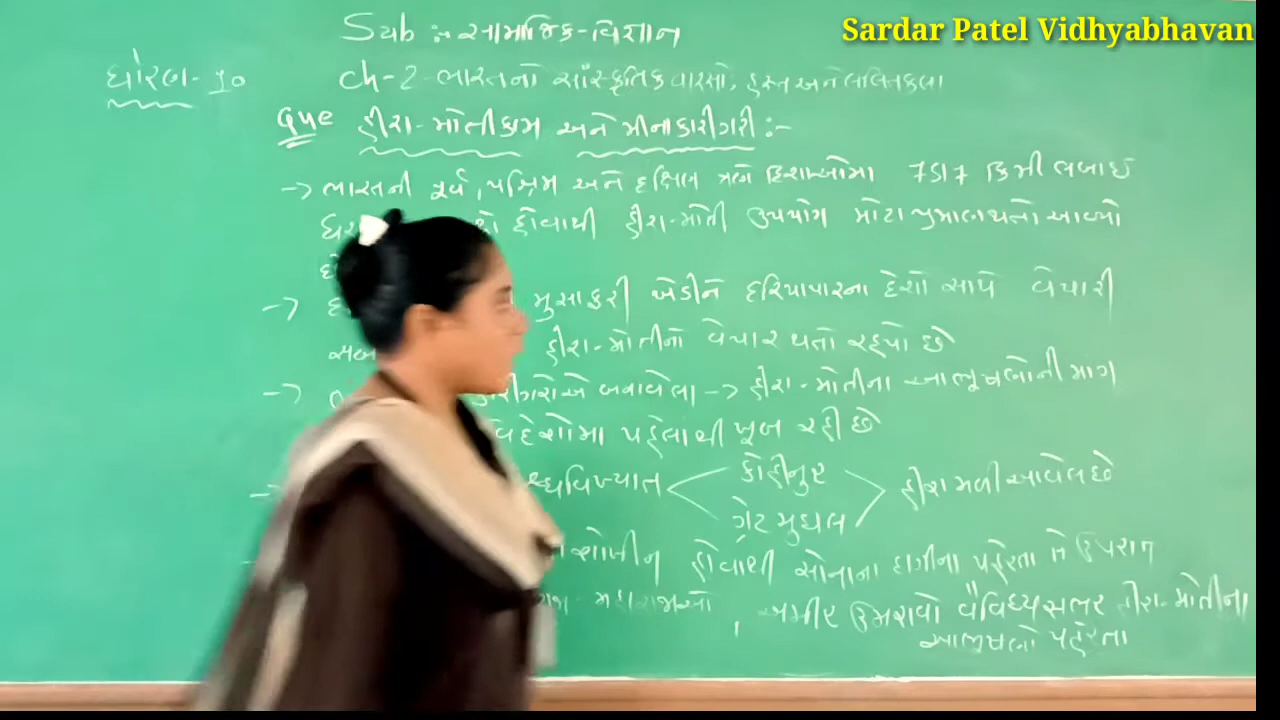 Sardar Patel Vidhyabhavan
Sub :- સામાજિક-વિજ્ઞાન
ધોરણ-10
ch-2-ભારતનો સાંસ્કૃતિક વારસો, હસ્ત અને લલિતકલા
Que હીરા-મોતીકામ અને મીનાકારીગરી :-
-> ભારતની પૂર્વ, પશ્ચિમ અને દક્ષિણ ત્રણે દિશાઓમા 7517 કિમી લંબાઇ
હોવાથી હીરા-મોતી ઉપયોગ મોટા પ્રમાણ થતો આવ્યો
-> મુસાફરી ખેડીને દરિયાપારના દેશો સાથે વેપારી
હીરા-મોતીનો વેપાર થતો રહ્યો છે
-> કારીગરોએ બનાવેલા -> હીરા-મોતીના આભૂષણોની માગ
વિદેશોમા પહેલાથી ખૂબ રહી છે
-> કોહીનુર
ગ્રેટ મુઘલ
હીરા મળી આવેલ છે
શોખીન હોવાથી સોનાના દાગીના પહેરતા તે ઉપરાત
રાજા-મહારાજાઓ, અમીર ઉમરાવો વૈવિધ્યસભર હીરા-મોતીના
આભૂષણો પહેરતા